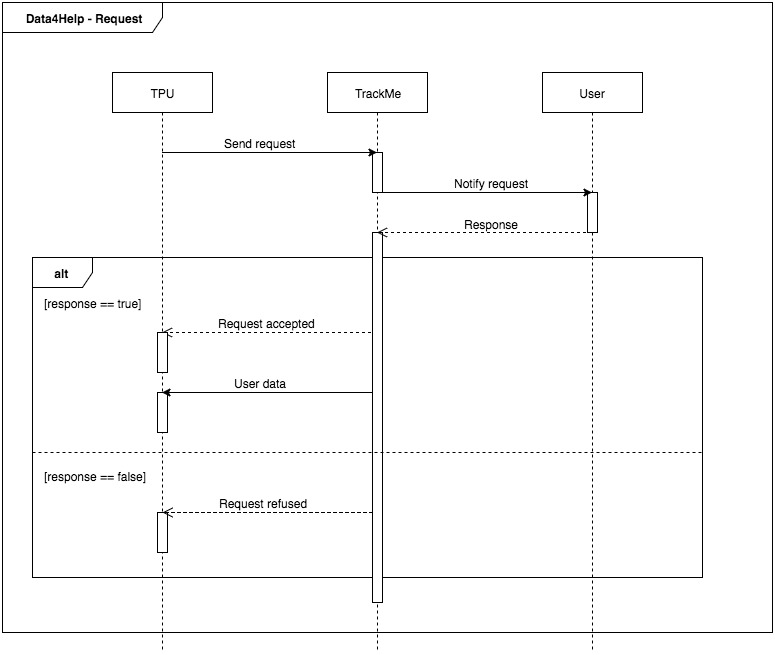 Data4Help - Request
TPU
TrackMe
User
Send request
Notify request
Response
alt
[response == true]
Request accepted
User data
[response == false]
Request refused